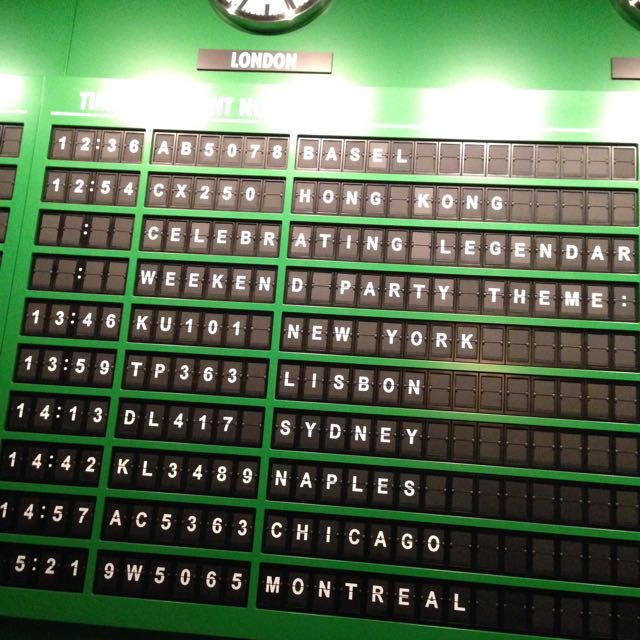 LONDON
12:36 AB5078 BASEL
12:54 CX250 HONG KONG
: CELEBRATING LEGENDAR
: WEEKEND PARTY THEME:
13:46 KU101 NEW YORK
13:59 TP363 LISBON
14:13 DL417 SYDNEY
14:42 KL3489 NAPLES
14:57 AC5363 CHICAGO
5:21 9W5065 MONTREAL